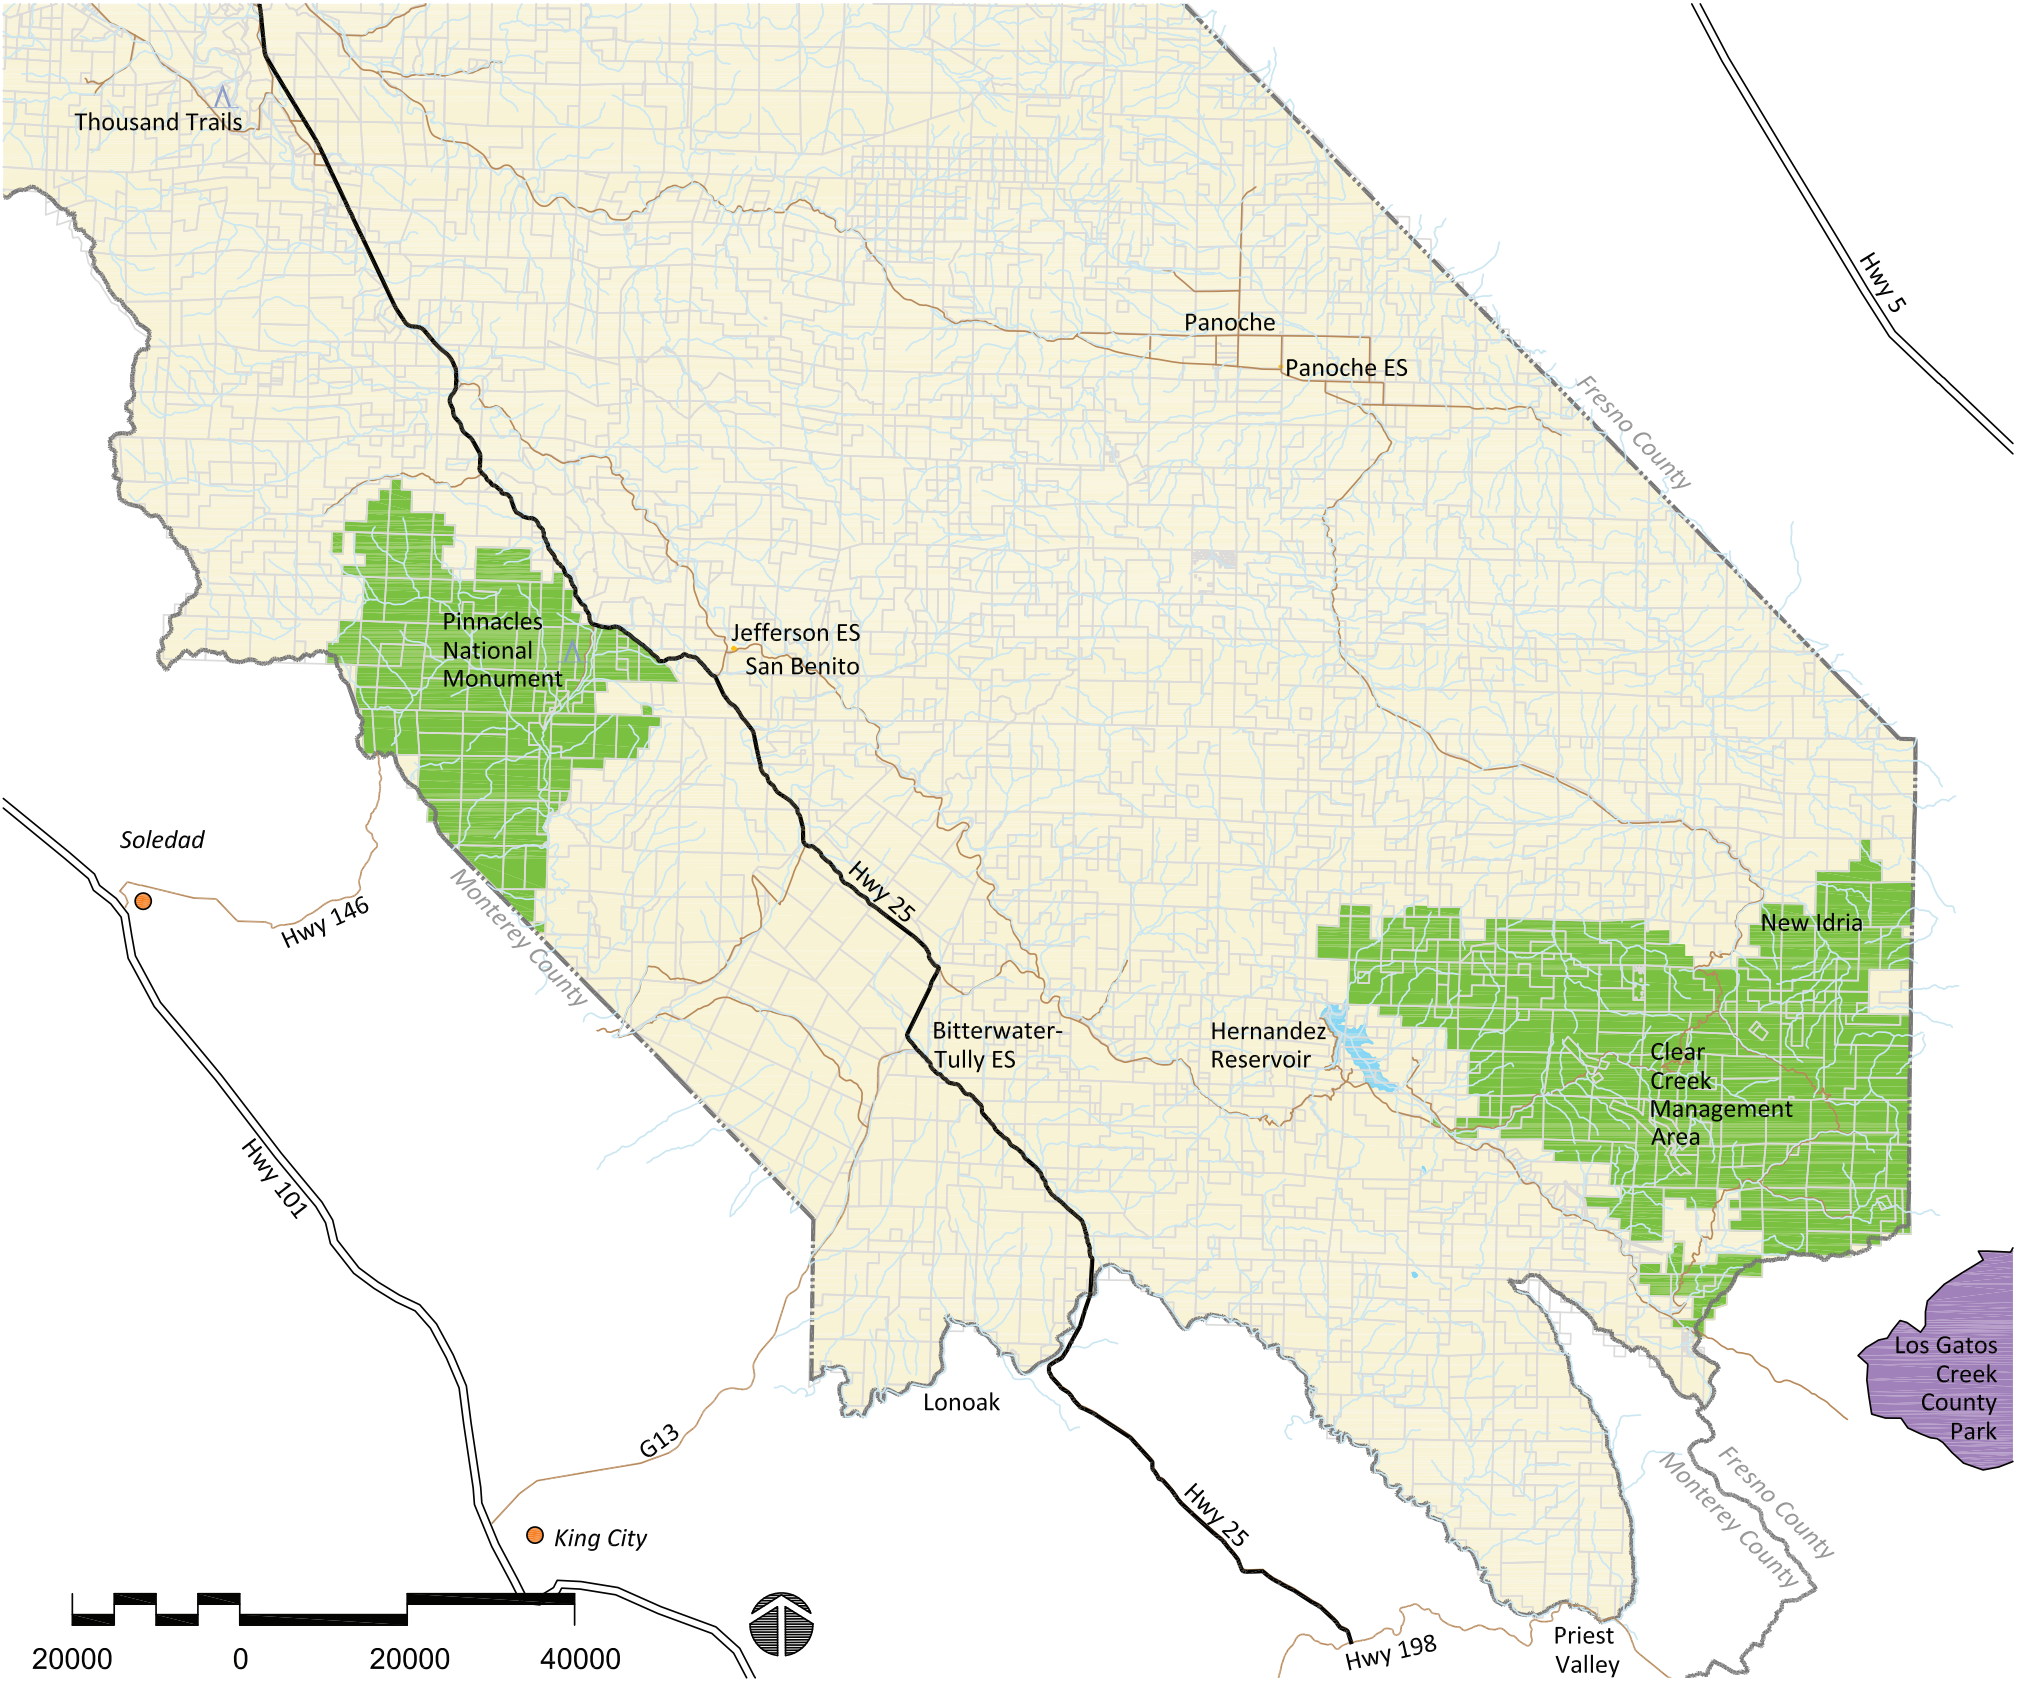 Thousand Trails
Hwy 5
Panoche
Panoche ES
Fresno County
Pinnacles
National
Monument
Jefferson ES
San Benito
Soledad
Hwy 146
Monterey County
Hwy 25
New Idria
Bitterwater-
Tully ES
Hernandez
Reservoir
Clear
Creek
Management
Area
Hwy 101
Los Gatos
Creek
County
Park
Lonoak
G13
Hwy 25
Fresno County
Monterey County
King City
Priest
Valley
Hwy 198
20000 0 20000 40000